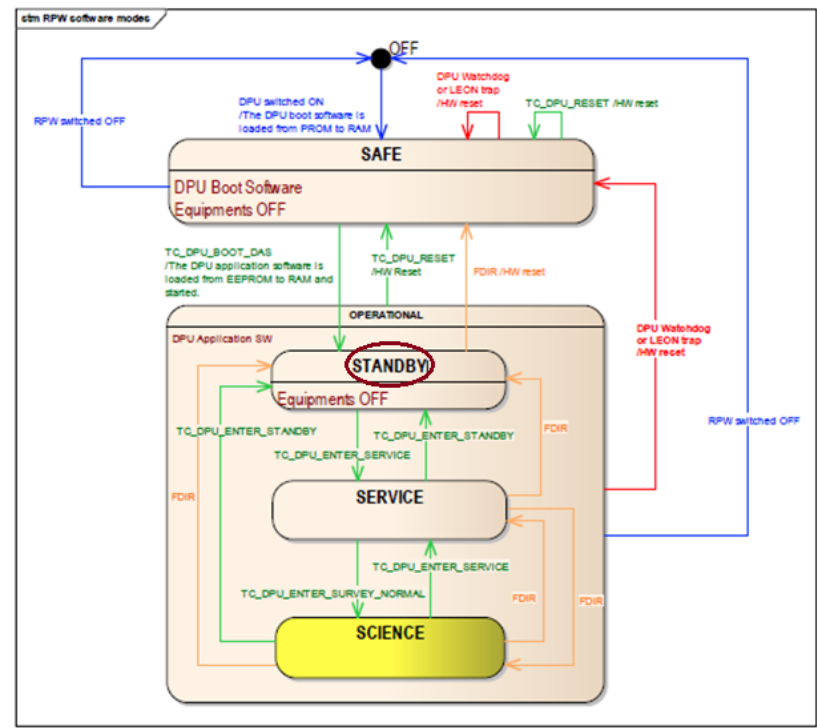 stm RPW software modes
OFF
DPU Watchdog
or LEON trap
/HW reset
TC_DPU_RESET /HW reset
DPU switched ON
/The DPU boot software is
loaded from PROM to RAM
RPW switched OFF
SAFE
DPU Boot Software
Equipments OFF
TC_DPU_BOOT_DAS
/The DPU application software is
loaded from EEPROM to RAM and
started.
TC_DPU_RESET
/HW Reset
FDIR /HW reset
OPERATIONAL
DPU Application SW
DPU Watchdog
or LEON trap
/HW reset
STANDBY
Equipments OFF
RPW switched OFF
TC_DPU_ENTER_STANDBY
TC_DPU_ENTER_STANDBY
FDIR
TC_DPU_ENTER_SERVICE
FDIR
SERVICE
TC_DPU_ENTER_SERVICE
TC_DPU_ENTER_SURVEY_NORMAL
FDIR
FDIR
SCIENCE